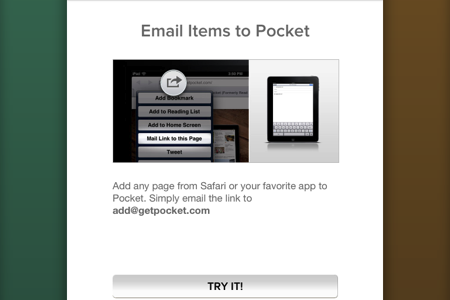 Email Items to Pocket
Add Bookmark
Add to Reading List
Add to Home Screen
Mail Link to this Page
Tweet
Add any page from Safari or your favorite app to
Pocket. Simply email the link to
add@getpocket.com
TRY IT!